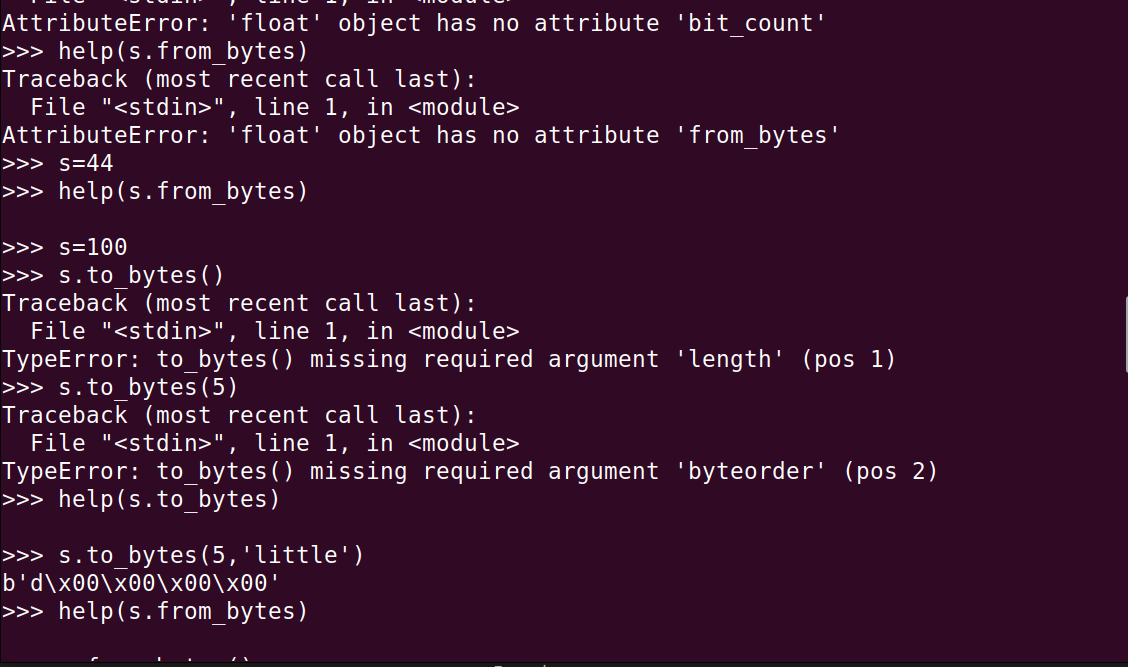 AttributeError: 'float' object has no attribute 'bit_count'
>>> help(s.from_bytes)
Traceback (most recent call last):
  File "<stdin>", line 1, in <module>
AttributeError: 'float' object has no attribute 'from_bytes'
>>> s=44
>>> help(s.from_bytes)

>>> s=100
>>> s.to_bytes()
Traceback (most recent call last):
  File "<stdin>", line 1, in <module>
TypeError: to_bytes() missing required argument 'length' (pos 1)
>>> s.to_bytes(5)
Traceback (most recent call last):
  File "<stdin>", line 1, in <module>
TypeError: to_bytes() missing required argument 'byteorder' (pos 2)
>>> help(s.to_bytes)

>>> s.to_bytes(5,'little')
b'd\x00\x00\x00\x00'
>>> help(s.from_bytes)